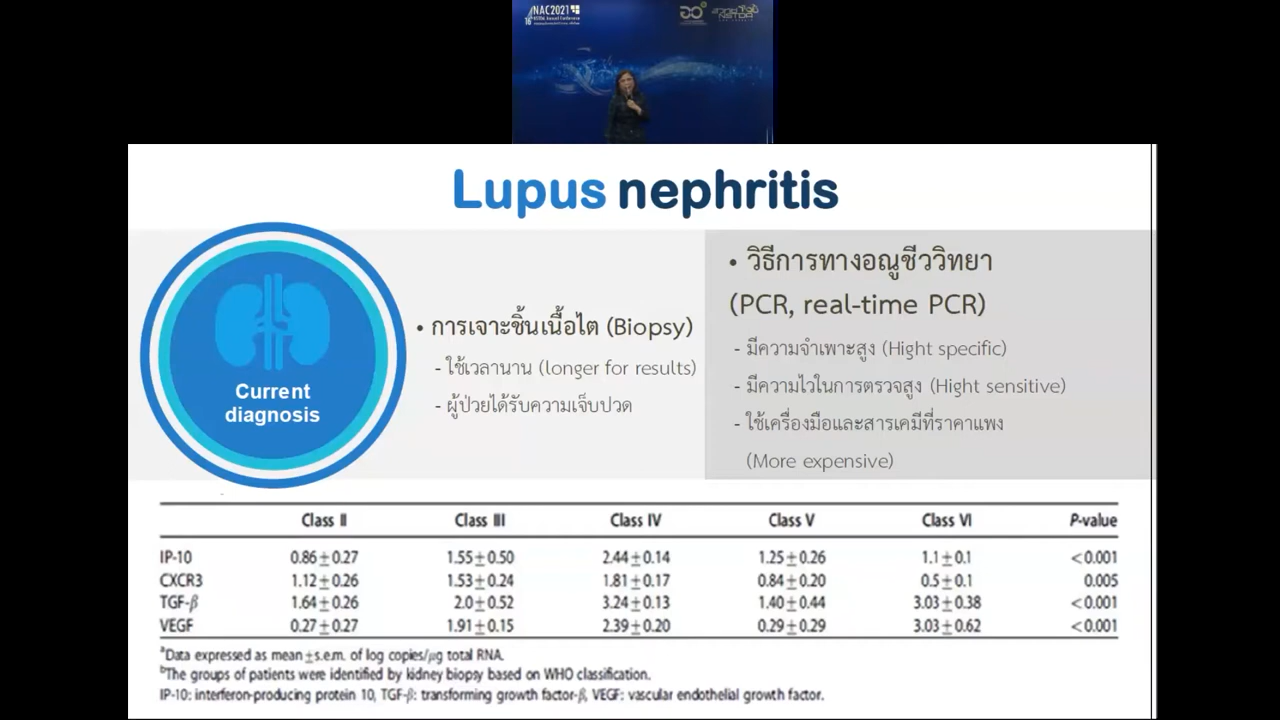 NAC2021
Lupus nephritis
Current
diagnosis
• การเจาะชิ้นเนื้อไต (Biopsy)
- ใช้เวลานาน (longer for results)
- ผู้ป่วยได้รับความเจ็บปวด
• วิธีการทางอณูชีววิทยา
(PCR, real-time PCR)
- มีความจำเพาะสูง (Hight specific)
- มีความไวในการตรวจสูง (Hight sensitive)
- ใช้เครื่องมือและสารเคมีที่ราคาแพง
(More expensive)
Class II Class III Class IV Class V Class VI P-value
IP-10 0.86±0.27 1.55±0.50 2.44±0.14 1.25±0.26 1.1±0.1 <0.001
CXCR3 1.12±0.26 1.53±0.24 1.81±0.17 0.84±0.20 0.5±0.1 0.005
TGF-β 1.64±0.26 2.0±0.52 3.24±0.13 1.40±0.44 3.03±0.38 <0.001
VEGF 0.27±0.27 1.91±0.15 2.39±0.20 0.29±0.29 3.03±0.62 <0.001
ᵃData expressed as mean±s.e.m. of log copies/μg total RNA.
ᵇThe groups of patients were identified by kidney biopsy based on WHO classification.
IP-10: interferon-producing protein 10, TGF-β: transforming growth factor-β, VEGF: vascular endothelial growth factor.